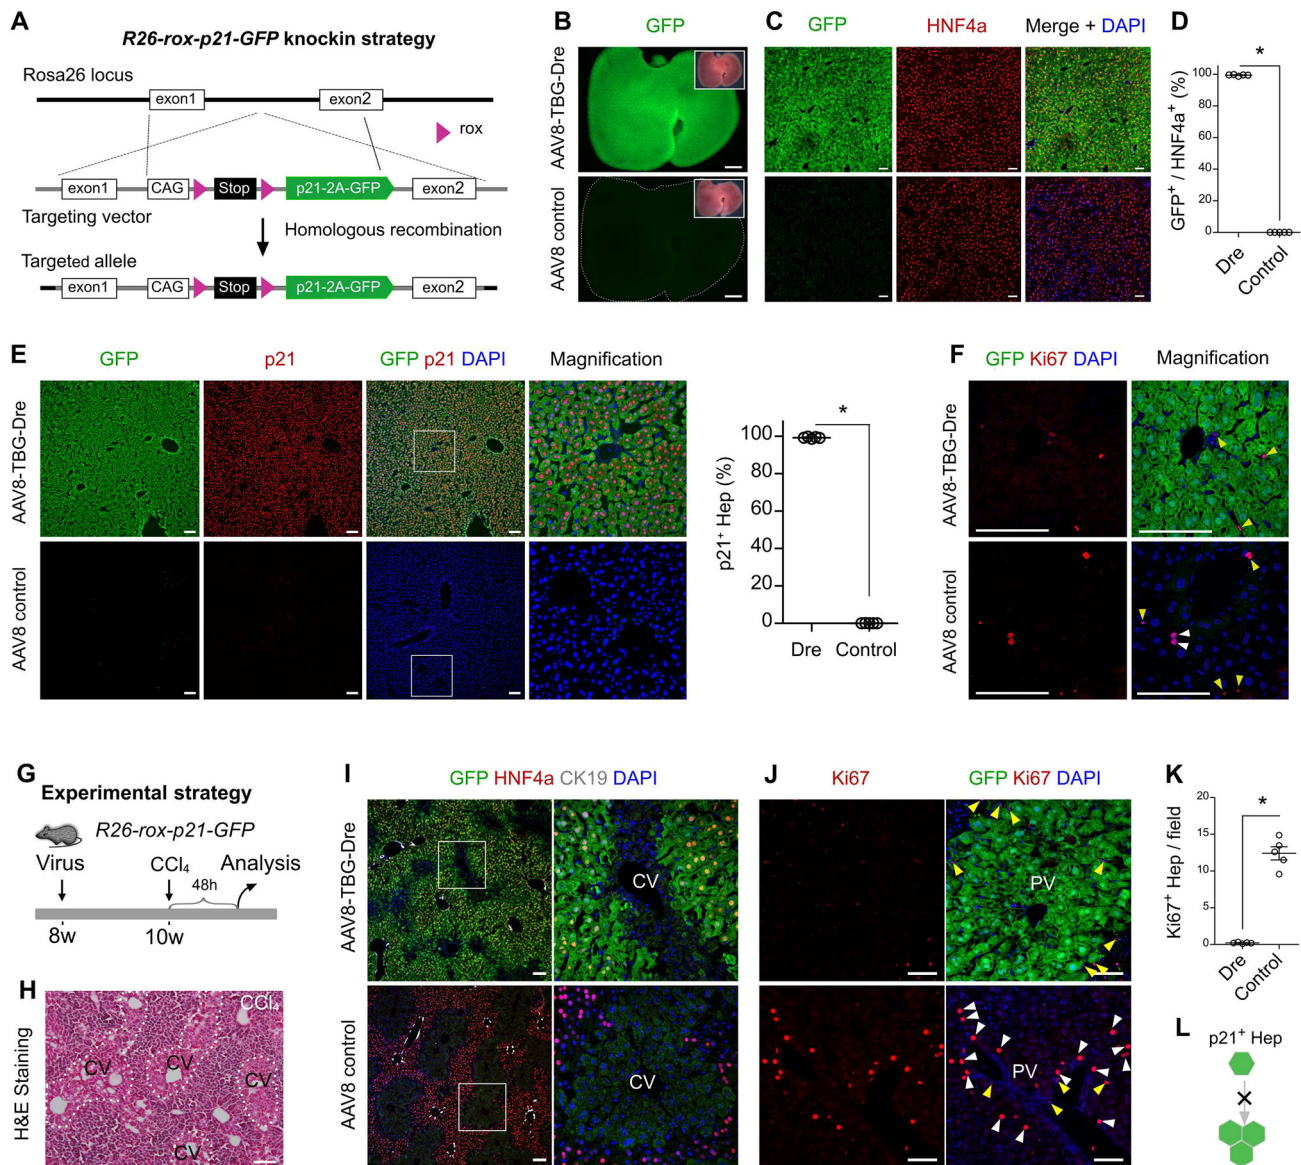 A
R26-rox-p21-GFP knockin strategy
Rosa26 locus
exon1
exon2
rox
exon1
CAG
Stop
p21-2A-GFP
exon2
Targeting vector
Homologous recombination
Targeted allele
exon1
CAG
Stop
p21-2A-GFP
exon2
B
GFP
AAV8-TBG-Dre
AAV8 control
C
GFP
HNF4a
Merge + DAPI
D
GFP+ / HNF4a+ (%)
100
80
60
40
20
0
*
Dre
Control
E
GFP
p21
GFP p21 DAPI
Magnification
AAV8-TBG-Dre
AAV8 control
p21+ Hep (%)
100
80
60
40
20
0
*
Dre
Control
F
GFP Ki67 DAPI
Magnification
AAV8-TBG-Dre
AAV8 control
G
Experimental strategy
R26-rox-p21-GFP
Virus
CCl4
Analysis
48h
8w
10w
H
H&E Staining
CCl4
CV
CV
CV
CV
I
GFP HNF4a CK19 DAPI
AAV8-TBG-Dre
AAV8 control
CV
CV
J
Ki67
GFP Ki67 DAPI
PV
PV
K
Ki67+ Hep / field
20
15
10
5
0
*
Dre
Control
L
p21+ Hep